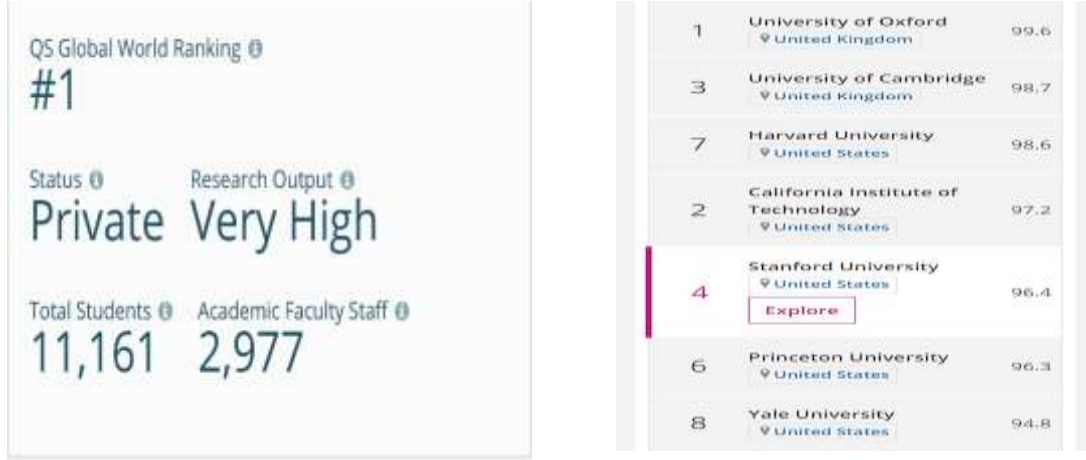 QS Global World Ranking
#1
Status Research Output
Private Very High
Total Students Academic Faculty Staff
11,161 2,977
1 University of Oxford 99.6
United Kingdom
3 University of Cambridge 98.7
United Kingdom
7 Harvard University 98.6
United States
2 California Institute of Technology 97.2
United States
4 Stanford University 96.4
United States
Explore
6 Princeton University 96.3
United States
8 Yale University 94.8
United States